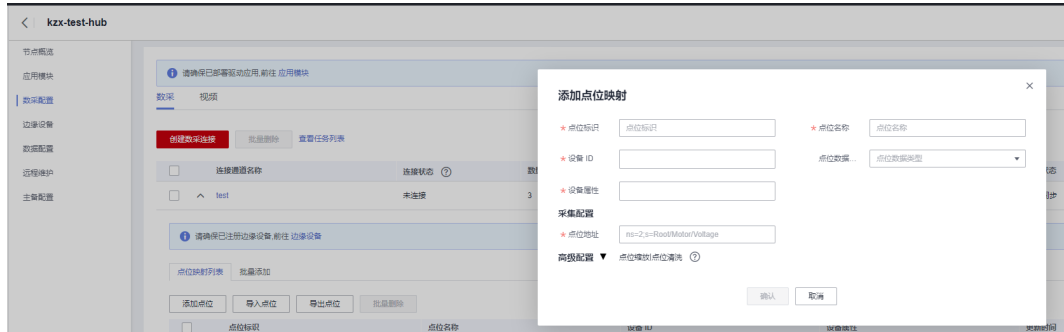 kzx-test-hub
节点概览
应用模块
数采配置
边缘设备
数据配置
远程维护
主备配置
请确保已部署驱动应用,前往 应用模块
数采 视频
创建数采连接 批量删除 查看任务列表
连接通道名称 连接状态
test 未连接 3
请确保已注册边缘设备,前往 边缘设备
点位映射列表 批量添加
添加点位 导入点位 导出点位 批量删除
点位标识 点位名称 设备 ID 设备属性 更新时间
添加点位映射
* 点位标识 点位标识 * 点位名称 点位名称
* 设备 ID 点位数据... 点位数据类型
* 设备属性
采集配置
* 点位地址 ns=2;s=Root/Motor/Voltage
高级配置 ▼ 点位缩放|点位清洗
确认 取消